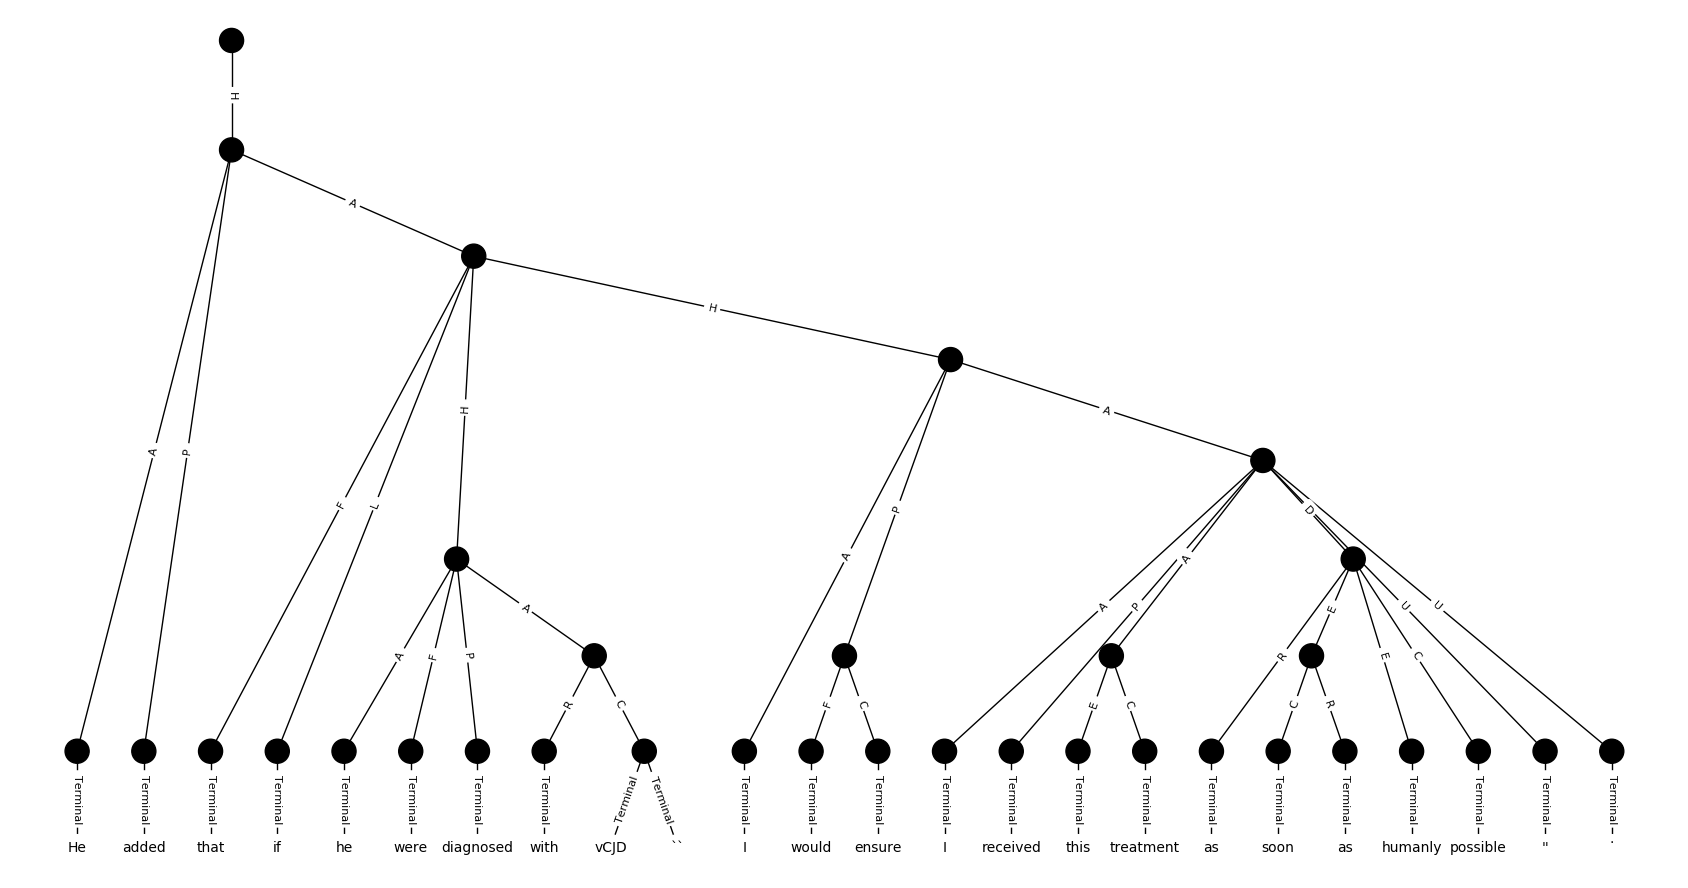 H
A
H
A
P
F
L
H
A
P
A
D
A
A
P
A
F
P
A
R
C
F
C
A
P
E
C
R
E
C
R
E
C
U
U
Terminal Terminal Terminal Terminal Terminal Terminal Terminal Terminal Terminal Terminal Terminal Terminal Terminal Terminal Terminal Terminal Terminal Terminal Terminal Terminal Terminal Terminal Terminal Terminal
He added that if he were diagnosed with vCJD `` I would ensure I received this treatment as soon as humanly possible " .